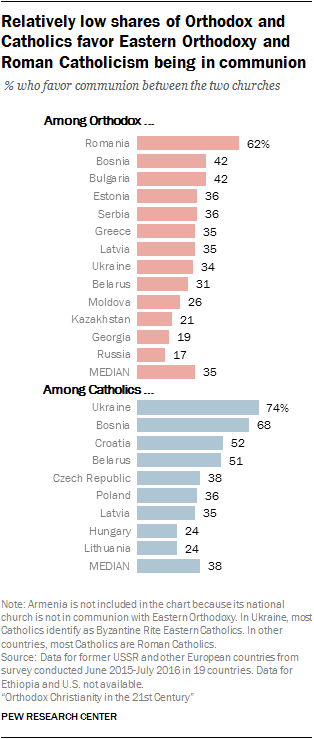 Relatively low shares of Orthodox and
Catholics favor Eastern Orthodoxy and
Roman Catholicism being in communion
% who favor communion between the two churches
Among Orthodox ...
Romania 62%
Bosnia 42
Bulgaria 42
Estonia 36
Serbia 36
Greece 35
Latvia 35
Ukraine 34
Belarus 31
Moldova 26
Kazakhstan 21
Georgia 19
Russia 17
MEDIAN 35
Among Catholics ...
Ukraine 74%
Bosnia 68
Croatia 52
Belarus 51
Czech Republic 38
Poland 36
Latvia 35
Hungary 24
Lithuania 24
MEDIAN 38
Note: Armenia is not included in the chart because its national
church is not in communion with Eastern Orthodoxy. In Ukraine, most
Catholics identify as Byzantine Rite Eastern Catholics. In other
countries, most Catholics are Roman Catholics.
Source: Data for former USSR and other European countries from
survey conducted June 2015-July 2016 in 19 countries. Data for
Ethiopia and U.S. not available.
"Orthodox Christianity in the 21st Century"
PEW RESEARCH CENTER